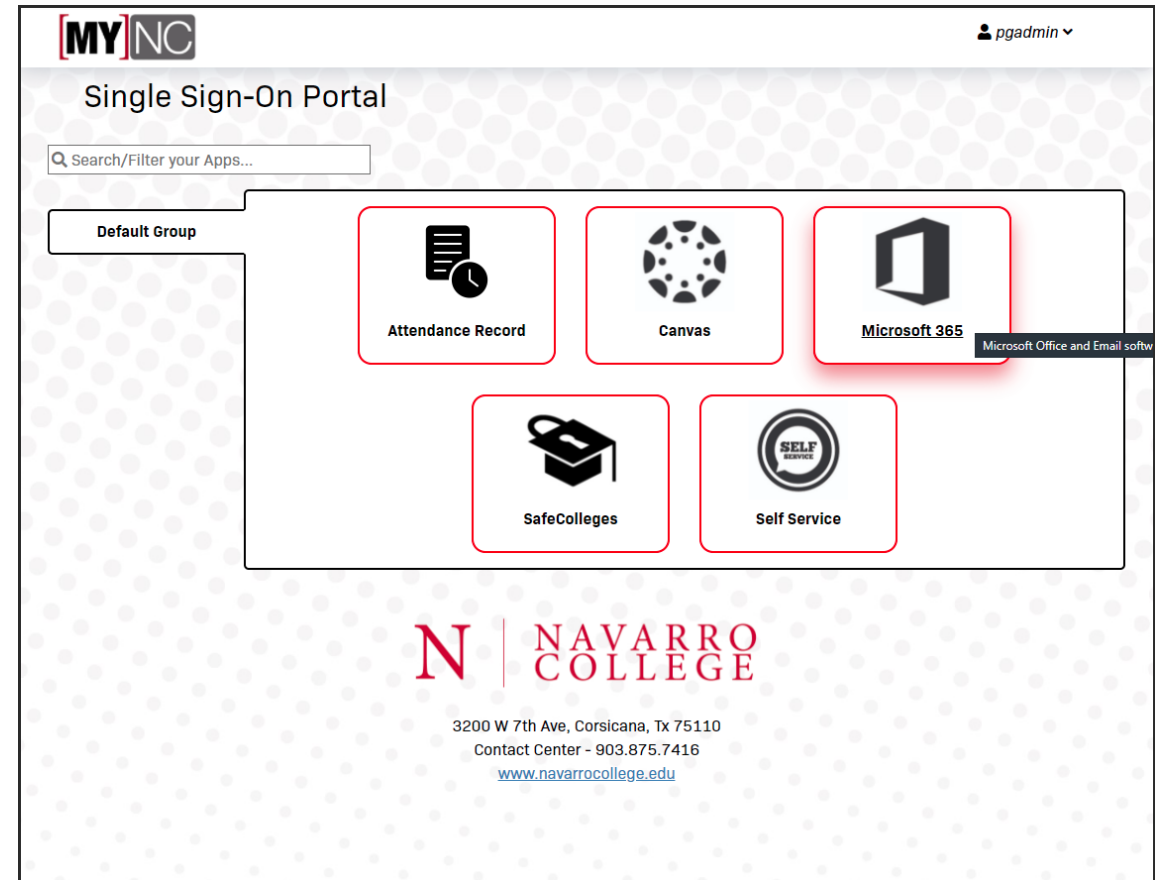 [MY]NC
pgadmin
Single Sign-On Portal
Search/Filter your Apps...
Default Group
Attendance Record
Canvas
Microsoft 365
Microsoft Office and Email softw
SELF
SERVICE
SafeColleges
Self Service
N | NAVARRO
COLLEGE
3200 W 7th Ave, Corsicana, Tx 75110
Contact Center - 903.875.7416
www.navarrocollege.edu